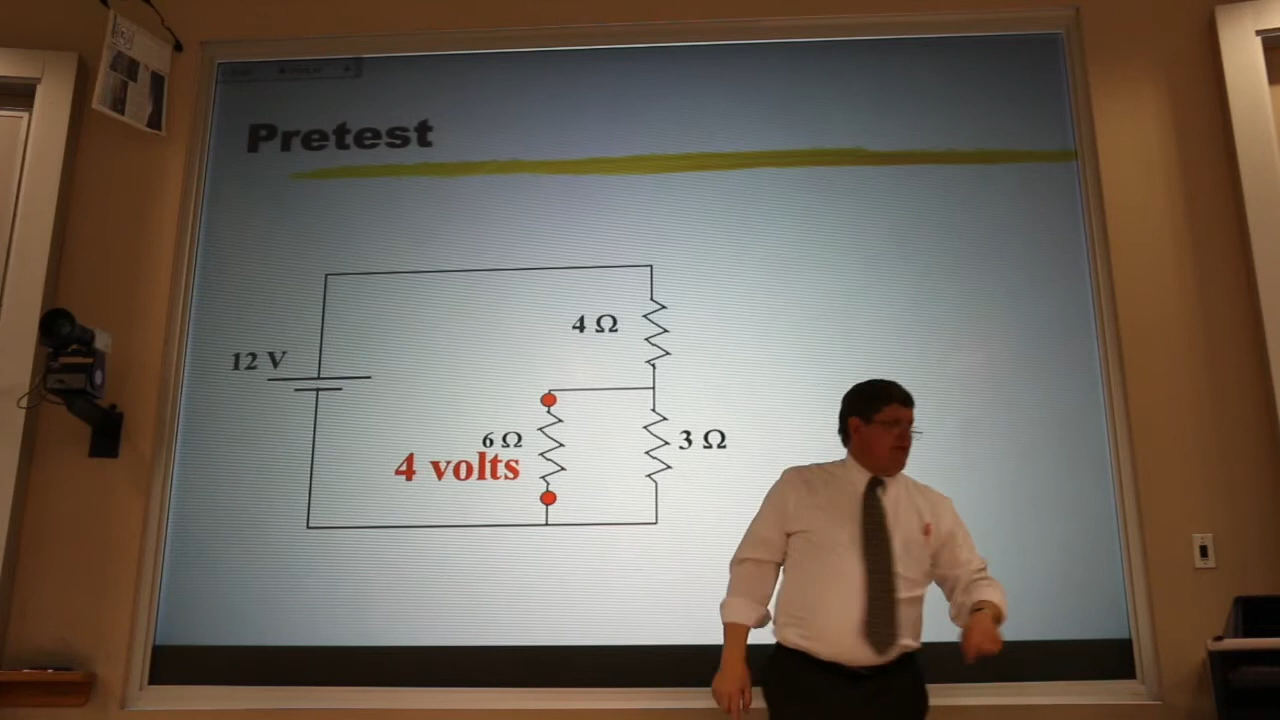 Pretest
4 Ω
12 V
6 Ω
3 Ω
4 volts